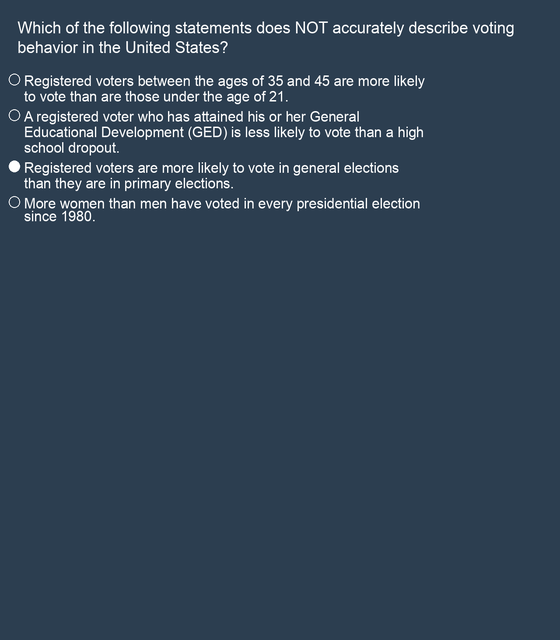 Which of the following statements does NOT accurately describe voting
behavior in the United States?
Registered voters between the ages of 35 and 45 are more likely
to vote than are those under the age of 21.
A registered voter who has attained his or her General
Educational Development (GED) is less likely to vote than a high
school dropout.
Registered voters are more likely to vote in general elections
than they are in primary elections.
More women than men have voted in every presidential election
since 1980.